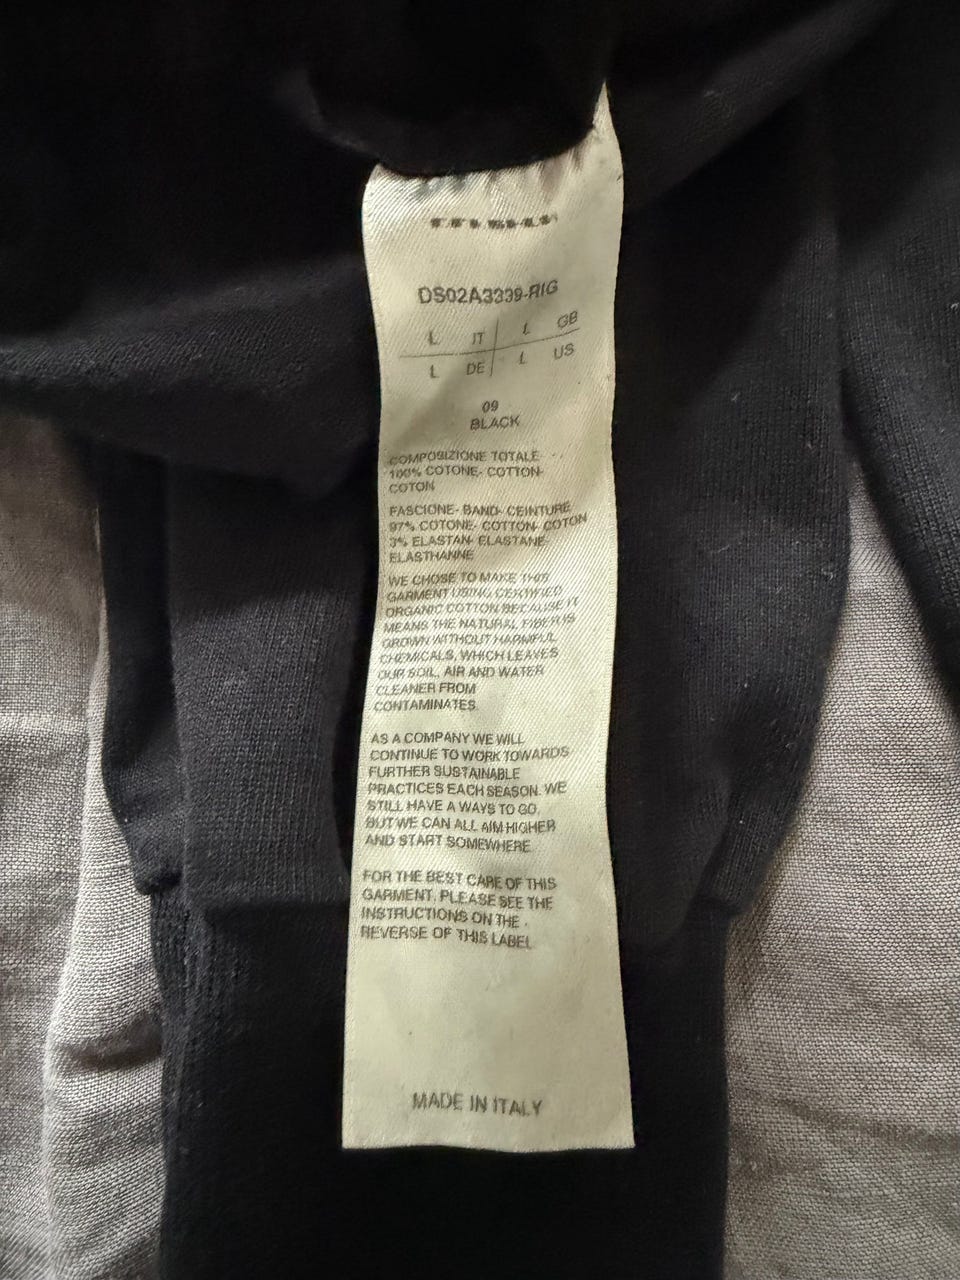 DS02A3339-RIG
L IT L GB
L DE L US
09
BLACK
COMPOSIZIONE TOTALE
100% COTONE- COTTON-
COTON
FASCIONE- BAND- CEINTURE
97% COTONE- COTTON- COTON
3% ELASTAN- ELASTANE-
ELASTHANNE
WE CHOSE TO MAKE THIS
GARMENT USING CERTIFIED
ORGANIC COTTON BECAUSE IT
MEANS THE NATURAL FIBER IS
GROWN WITHOUT HARMFUL
CHEMICALS, WHICH LEAVES
OUR SOIL, AIR AND WATER
CLEANER FROM
CONTAMINATES.
AS A COMPANY WE WILL
CONTINUE TO WORK TOWARDS
FURTHER SUSTAINABLE
PRACTICES EACH SEASON. WE
STILL HAVE A WAYS TO GO,
BUT WE CAN ALL AIM HIGHER
AND START SOMEWHERE.
FOR THE BEST CARE OF THIS
GARMENT, PLEASE SEE THE
INSTRUCTIONS ON THE
REVERSE OF THIS LABEL
MADE IN ITALY